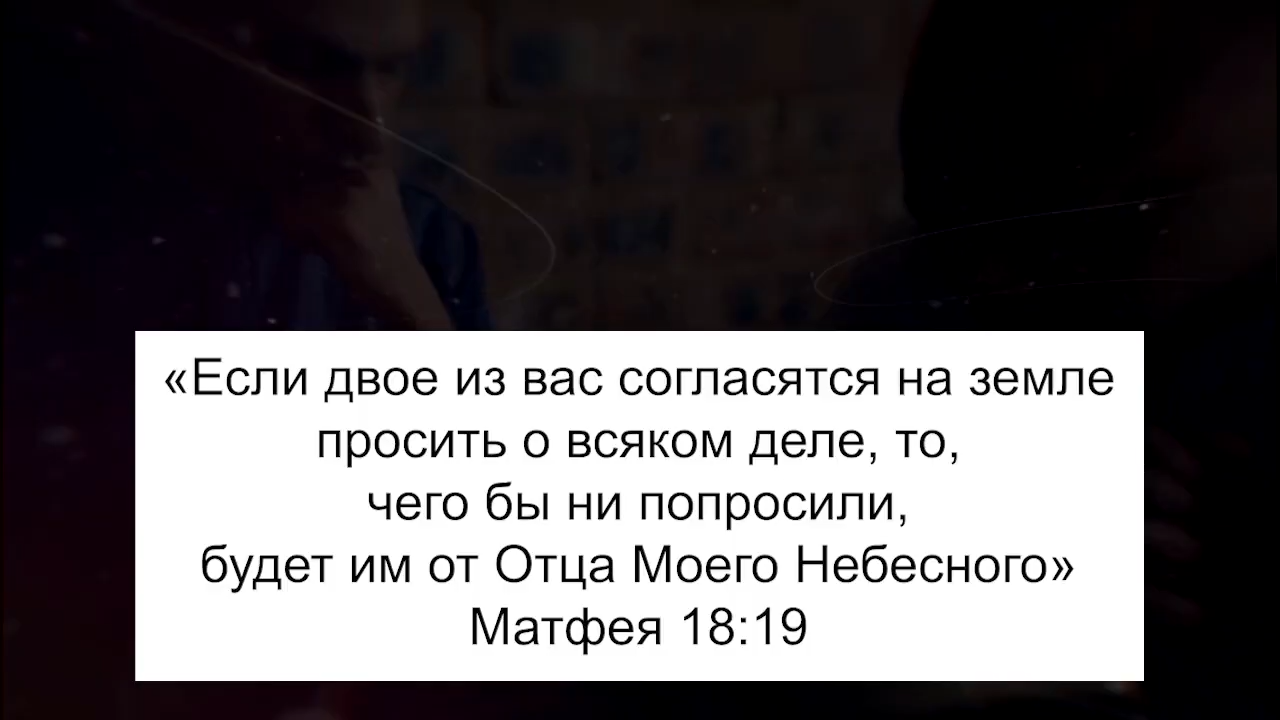 «Если двое из вас согласятся на земле
просить о всяком деле, то,
чего бы ни попросили,
будет им от Отца Моего Небесного»
Матфея 18:19